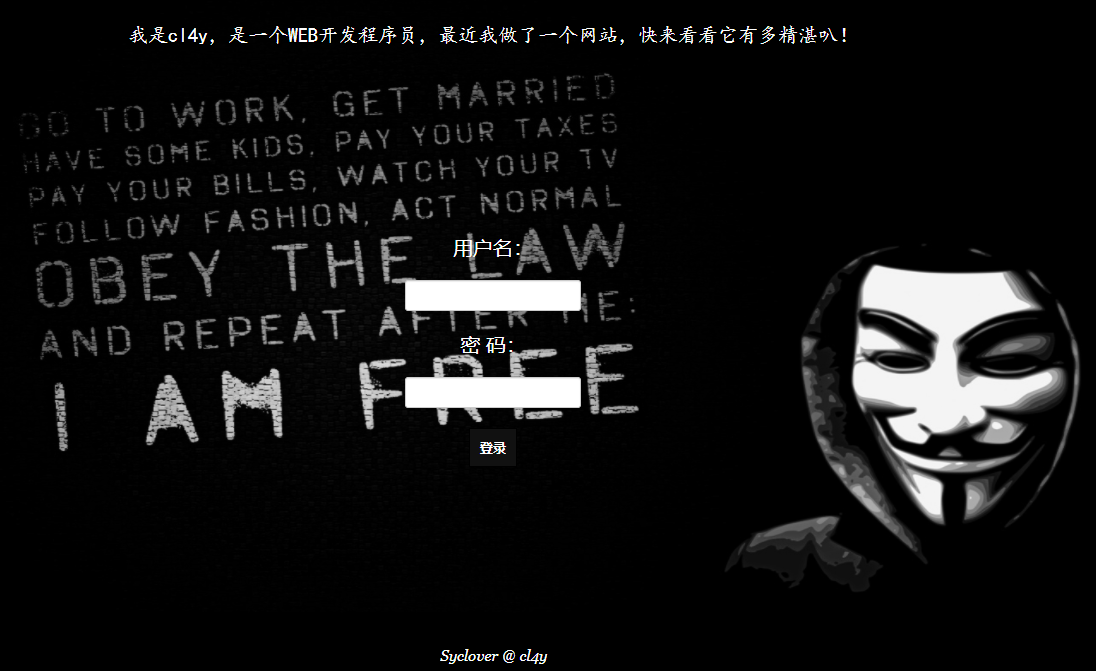 我是cl4y，是一个WEB开发程序员，最近我做了一个网站，快来看看它有多精湛叭！
GO TO WORK, GET MARRIED
HAVE SOME KIDS, PAY YOUR TAXES
PAY YOUR BILLS, WATCH YOUR TV
FOLLOW FASHION, ACT NORMAL
OBEY THE LAW
AND REPEAT AFTER ME:
I AM FREE
用户名：
密 码：
登录
Syclover @ cl4y